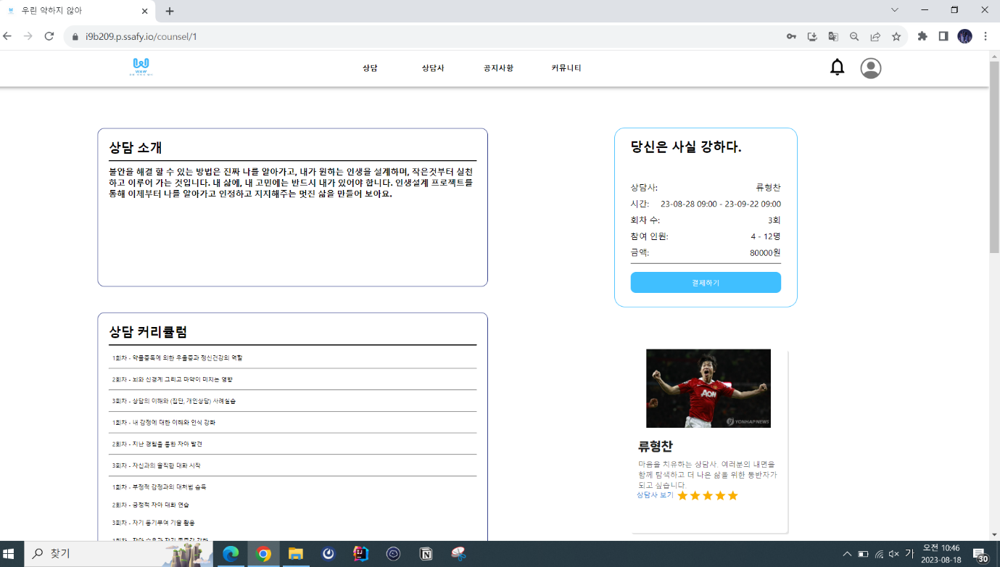 우린 약하지 않아
i9b209.p.ssafy.io/counsel/1
WAW
상담
상담사
공지사항
커뮤니티
상담 소개
불안을 해결 할 수 있는 방법은 진짜 나를 알아가고, 내가 원하는 인생을 설계하며, 작은것부터 실천
하고 이루어 가는 것입니다. 내 삶에, 내 고민에는 반드시 내가 있어야 합니다. 인생설계 프로젝트를
통해 이제부터 나를 알아가고 인정하고 지지해주는 멋진 삶을 만들어 보아요.
당신은 사실 강하다.
상담사: 류형찬
시간: 23-08-28 09:00 - 23-09-22 09:00
회차 수: 3회
참여 인원: 4 - 12명
금액: 80000원
결제하기
상담 커리큘럼
1회차 - 약물중독에 의한 우울증과 정신건강의 역할
2회차 - 뇌와 신경계 그리고 마약이 미치는 영향
3회차 - 상담의 이해와 (집단, 개인상담) 사례실습
1회차 - 내 감정에 대한 이해와 인식 강화
2회차 - 지난 경험을 통한 자아 발견
3회차 - 자신과의 솔직한 대화 시작
1회차 - 부정적 감정과의 대처법 습득
2회차 - 긍정적 자아 대화 연습
3회차 - 자기 동기부여 기술 활용
AON
YONHAPNEWS
류형찬
마음을 치유하는 상담사. 여러분의 내면을
함께 탐색하고 더 나은 삶을 위한 동반자가
되고 싶습니다.
상담사 보기
찾기
가
오전 10:46
2023-08-18
30